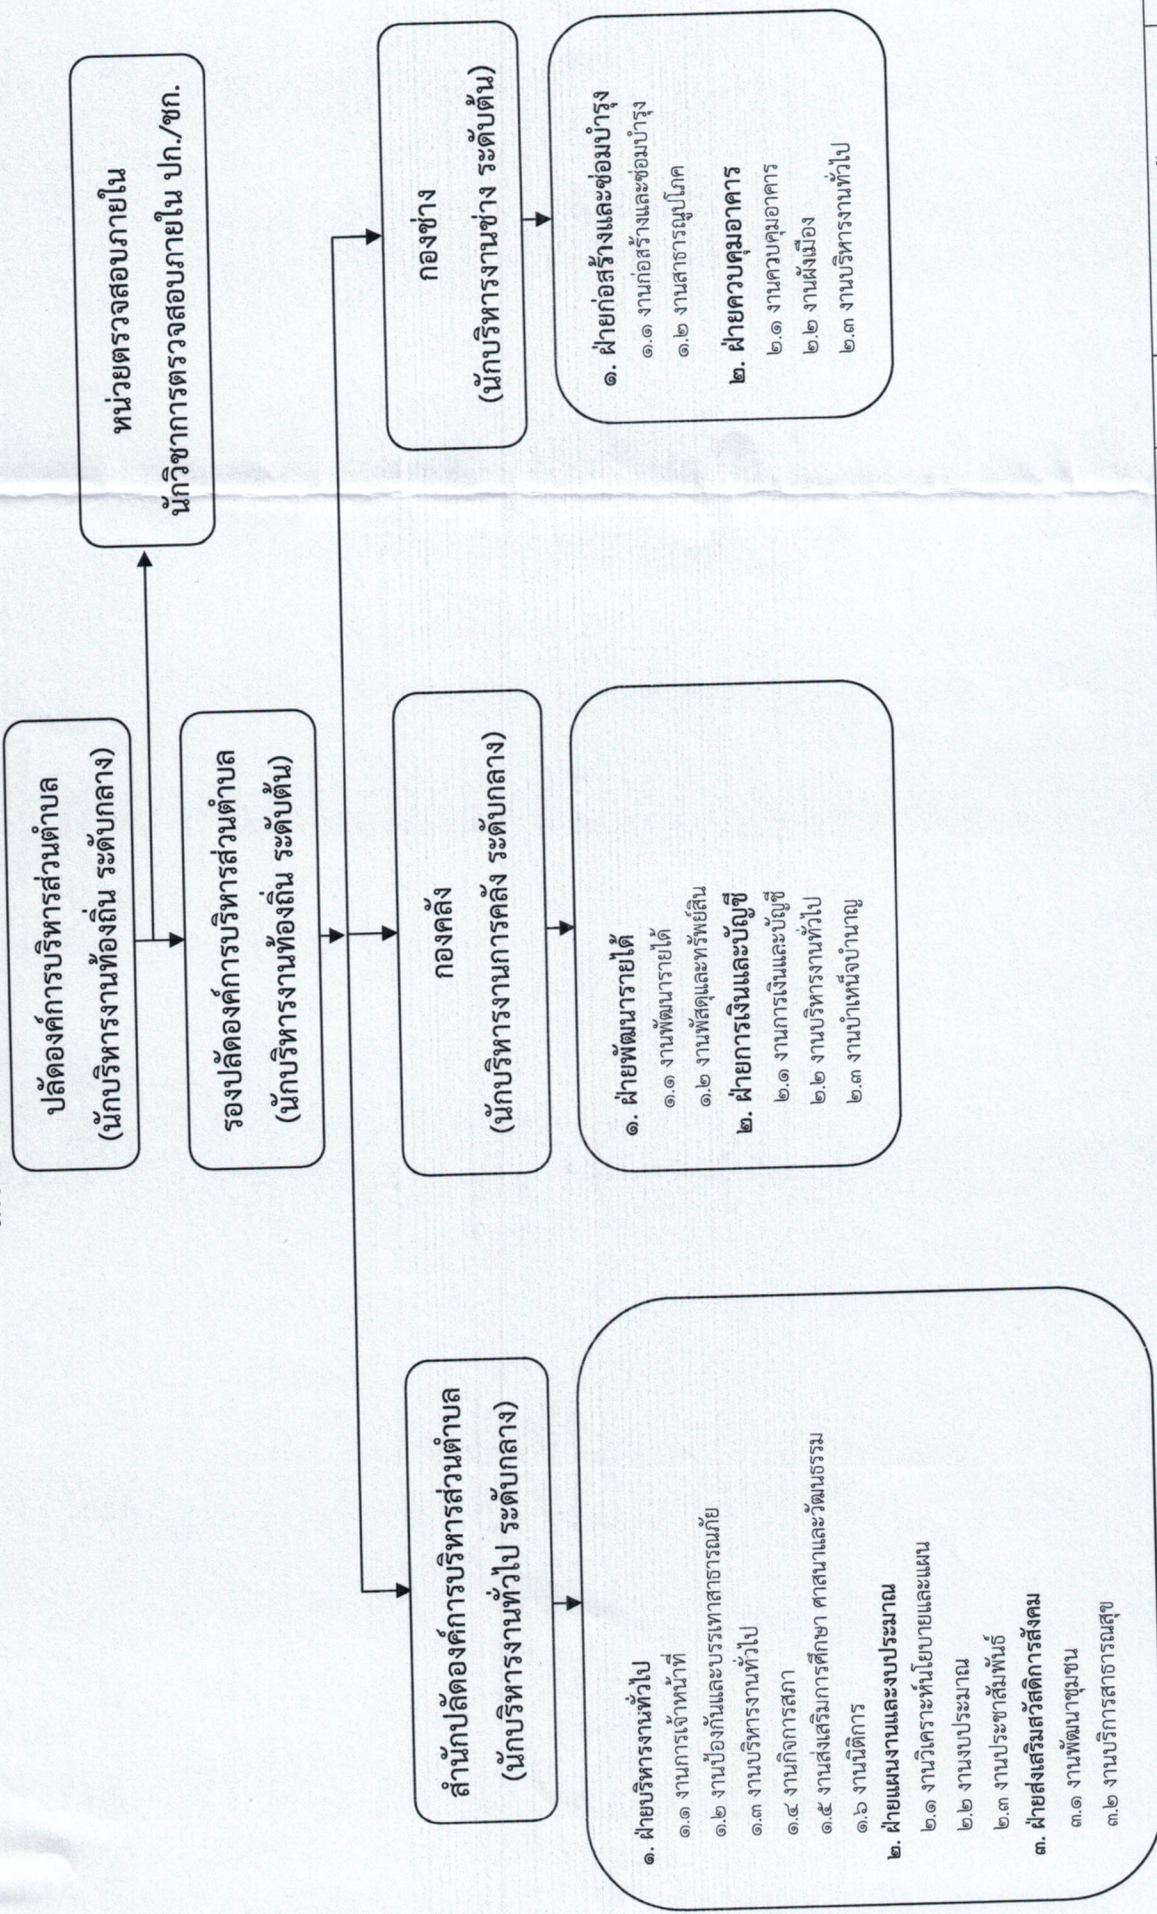 ปลัดองค์การบริหารส่วนตำบล
(นักบริหารงานท้องถิ่น ระดับกลาง)
หน่วยตรวจสอบภายใน
นักวิชาการตรวจสอบภายใน ปก./ชก.
รองปลัดองค์การบริหารส่วนตำบล
(นักบริหารงานท้องถิ่น ระดับต้น)
สำนักปลัดองค์การบริหารส่วนตำบล
(นักบริหารงานทั่วไป ระดับกลาง)
๑. ฝ่ายบริหารงานทั่วไป
๑.๑ งานการเจ้าหน้าที่
๑.๒ งานป้องกันและบรรเทาสาธารณภัย
๑.๓ งานบริหารงานทั่วไป
๑.๔ งานกิจการสภา
๑.๕ งานส่งเสริมการศึกษา ศาสนาและวัฒนธรรม
๑.๖ งานนิติการ
๒. ฝ่ายแผนงานและงบประมาณ
๒.๑ งานวิเคราะห์นโยบายและแผน
๒.๒ งานงบประมาณ
๒.๓ งานประชาสัมพันธ์
๓. ฝ่ายส่งเสริมสวัสดิการสังคม
๓.๑ งานพัฒนาชุมชน
๓.๒ งานบริการสาธารณสุข
กองคลัง
(นักบริหารงานการคลัง ระดับกลาง)
๑. ฝ่ายพัฒนารายได้
๑.๑ งานพัฒนารายได้
๑.๒ งานพัสดุและทรัพย์สิน
๒. ฝ่ายการเงินและบัญชี
๒.๑ งานการเงินและบัญชี
๒.๒ งานบริหารงานทั่วไป
๒.๓ งานบำเหน็จบำนาญ
กองช่าง
(นักบริหารงานช่าง ระดับต้น)
๑. ฝ่ายก่อสร้างและซ่อมบำรุง
๑.๑ งานก่อสร้างและซ่อมบำรุง
๑.๒ งานสาธารณูปโภค
๒. ฝ่ายควบคุมอาคาร
๒.๑ งานควบคุมอาคาร
๒.๒ งานผังเมือง
๒.๓ งานบริหารงานทั่วไป